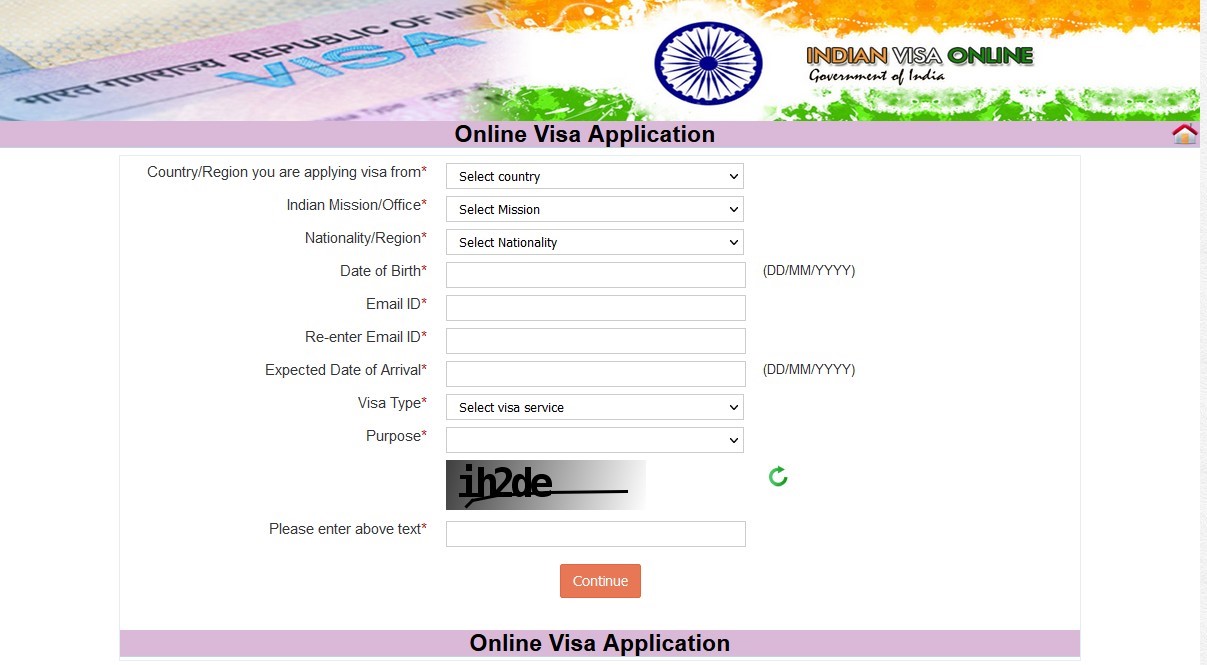 भारत गणराज्य REPUBLIC OF INDIA
VISA
INDIAN VISA ONLINE
Government of India
Online Visa Application
Country/Region you are applying visa from* Select country
Indian Mission/Office* Select Mission
Nationality/Region* Select Nationality
Date of Birth* (DD/MM/YYYY)
Email ID*
Re-enter Email ID*
Expected Date of Arrival* (DD/MM/YYYY)
Visa Type* Select visa service
Purpose*
ih2de
Please enter above text*
Continue
Online Visa Application